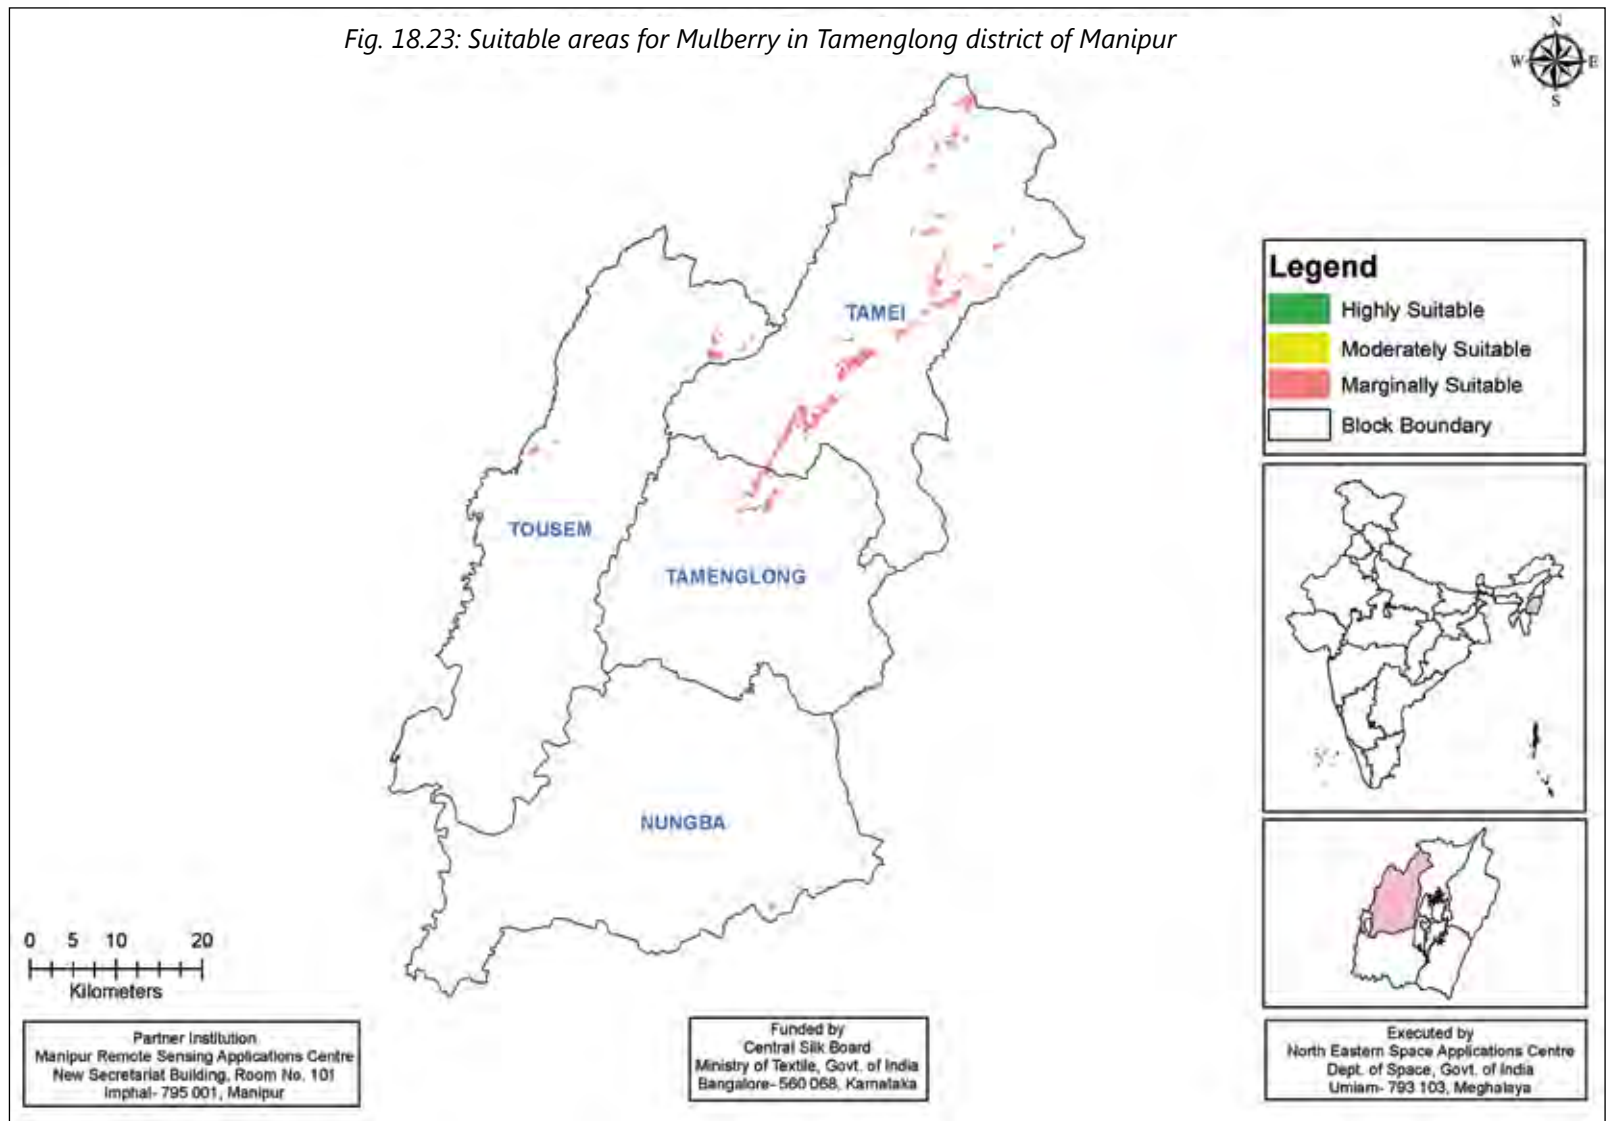 Fig. 18.23: Suitable areas for Mulberry in Tamenglong district of Manipur
N
W E
S
TAMEI
TOUSEM
TAMENGLONG
NUNGBA
Legend
Highly Suitable
Moderately Suitable
Marginally Suitable
Block Boundary
0 5 10 20
Kilometers
Partner Institution
Manipur Remote Sensing Applications Centre
New Secretariat Building, Room No. 101
Imphal- 795 001, Manipur
Funded by
Central Silk Board
Ministry of Textile, Govt. of India
Bangalore- 560 068, Karnataka
Executed by
North Eastern Space Applications Centre
Dept. of Space, Govt. of India
Umiam- 793 103, Meghalaya